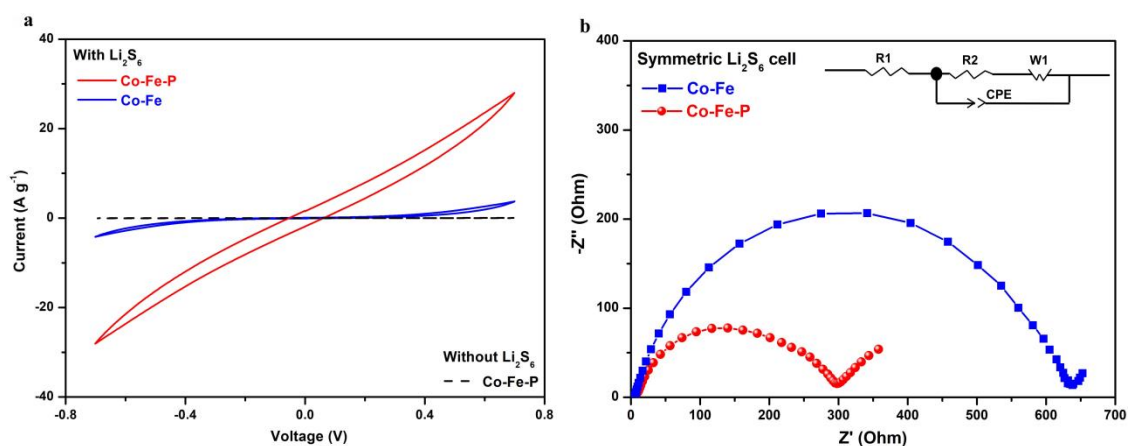 a
With Li₂S₆
Co-Fe-P
Co-Fe
Without Li₂S₆
Co-Fe-P
Current (A g⁻¹)
40
20
0
-20
-40
-0.8
-0.4
0.0
0.4
0.8
Voltage (V)
b
Symmetric Li₂S₆ cell
Co-Fe
Co-Fe-P
R1
R2
W1
CPE
-Z″ (Ohm)
-400
-300
200
100
0
0
100
200
300
400
500
600
700
Z' (Ohm)